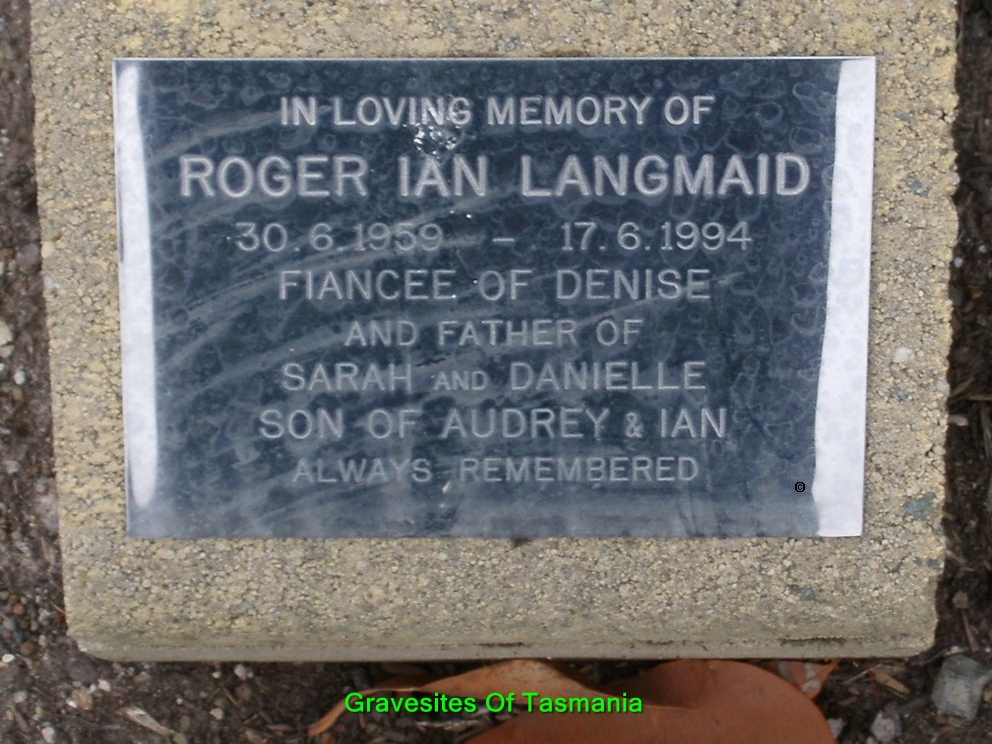 IN LOVING MEMORY OF
ROGER IAN LANGMAID
30.6.1959 – 17.6.1994
FIANCEE OF DENISE
AND FATHER OF
SARAH AND DANIELLE
SON OF AUDREY & IAN
ALWAYS REMEMBERED
©
Gravesites Of Tasmania